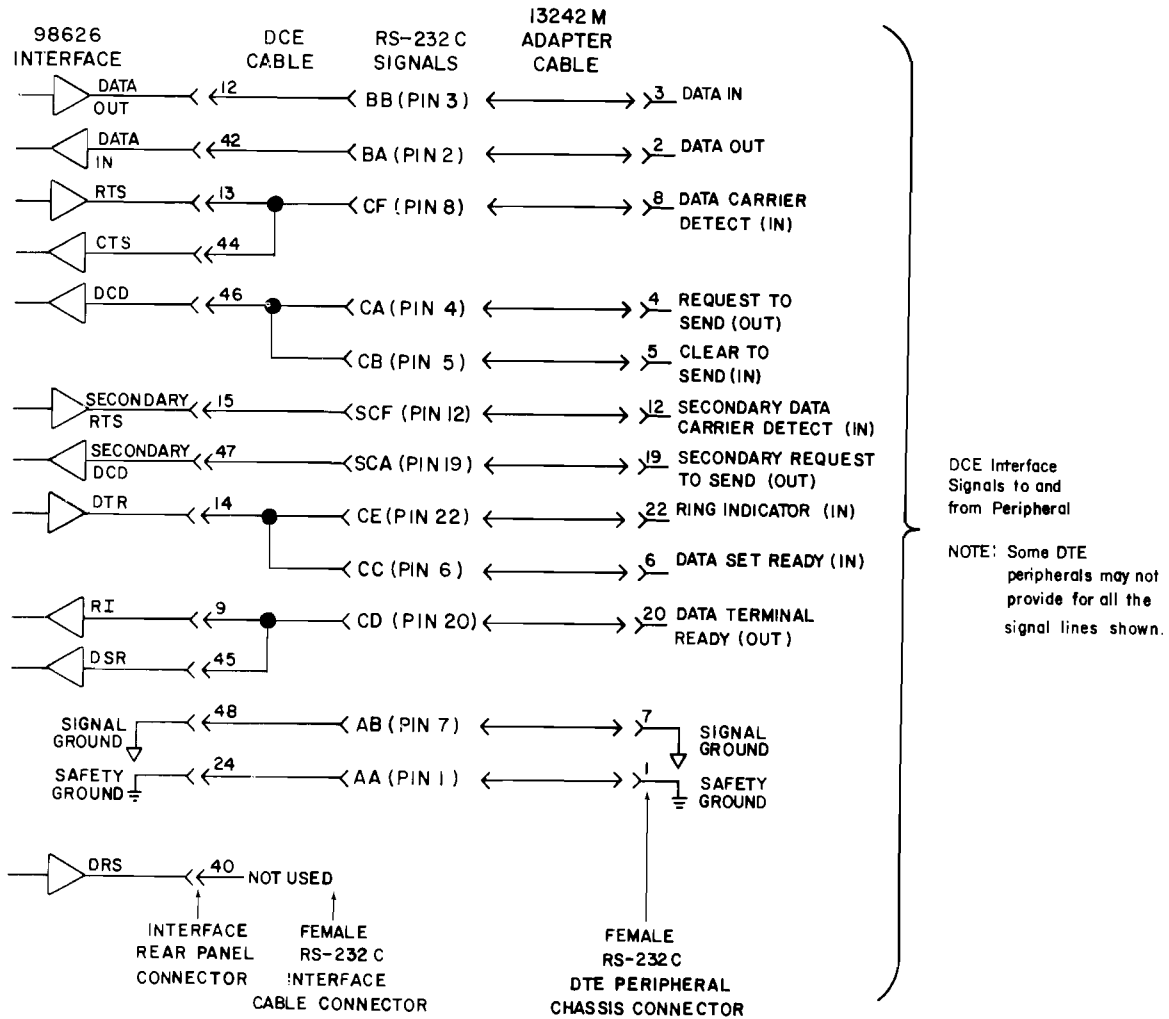 98626
INTERFACE
DCE
CABLE
RS-232 C
SIGNALS
13242 M
ADAPTER
CABLE
DATA
OUT
12
BB (PIN 3)
3
DATA IN
DATA
IN
42
BA (PIN 2)
2
DATA OUT
RTS
13
CF (PIN 8)
8
DATA CARRIER
DETECT (IN)
CTS
44
DCD
46
CA (PIN 4)
4
REQUEST TO
SEND (OUT)
CB (PIN 5)
5
CLEAR TO
SEND (IN)
SECONDARY
RTS
15
SCF (PIN 12)
12
SECONDARY DATA
CARRIER DETECT (IN)
SECONDARY
DCD
47
SCA (PIN 19)
19
SECONDARY REQUEST
TO SEND (OUT)
DTR
14
CE (PIN 22)
22
RING INDICATOR (IN)
CC (PIN 6)
6
DATA SET READY (IN)
RI
9
CD (PIN 20)
20
DATA TERMINAL
READY (OUT)
DSR
45
SIGNAL
GROUND
48
AB (PIN 7)
7
SIGNAL
GROUND
SAFETY
GROUND
24
AA (PIN 1)
1
SAFETY
GROUND
DRS
40
NOT USED
INTERFACE
REAR PANEL
CONNECTOR
FEMALE
RS-232 C
INTERFACE
CABLE CONNECTOR
FEMALE
RS-232 C
DTE PERIPHERAL
CHASSIS CONNECTOR
DCE Interface
Signals to and
from Peripheral
NOTE: Some DTE
peripherals may not
provide for all the
signal lines shown.